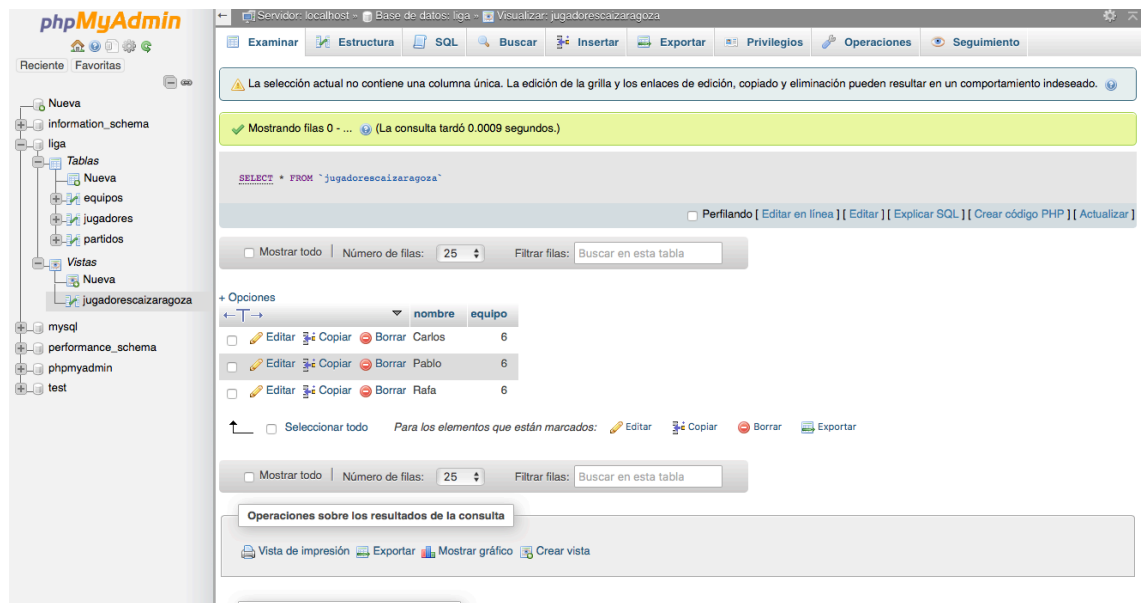 phpMyAdmin
Reciente Favoritas
Nueva
information_schema
liga
Tablas
Nueva
equipos
jugadores
partidos
Vistas
Nueva
jugadorescaizaragoza
mysql
performance_schema
phpmyadmin
test
Servidor: localhost » Base de datos: liga » Visualizar: jugadorescaizaragoza
Examinar Estructura SQL Buscar Insertar Exportar Privilegios Operaciones Seguimiento
La selección actual no contiene una columna única. La edición de la grilla y los enlaces de edición, copiado y eliminación pueden resultar en un comportamiento indeseado.
Mostrando filas 0 - ... (La consulta tardó 0.0009 segundos.)
SELECT * FROM `jugadorescaizaragoza`
Perfilando [ Editar en línea ] [ Editar ] [ Explicar SQL ] [ Crear código PHP ] [ Actualizar ]
Mostrar todo | Número de filas: 25 Filtrar filas: Buscar en esta tabla
+ Opciones
←T→ nombre equipo
Editar Copiar Borrar Carlos 6
Editar Copiar Borrar Pablo 6
Editar Copiar Borrar Rafa 6
Seleccionar todo Para los elementos que están marcados: Editar Copiar Borrar Exportar
Mostrar todo | Número de filas: 25 Filtrar filas: Buscar en esta tabla
Operaciones sobre los resultados de la consulta
Vista de impresión Exportar Mostrar gráfico Crear vista